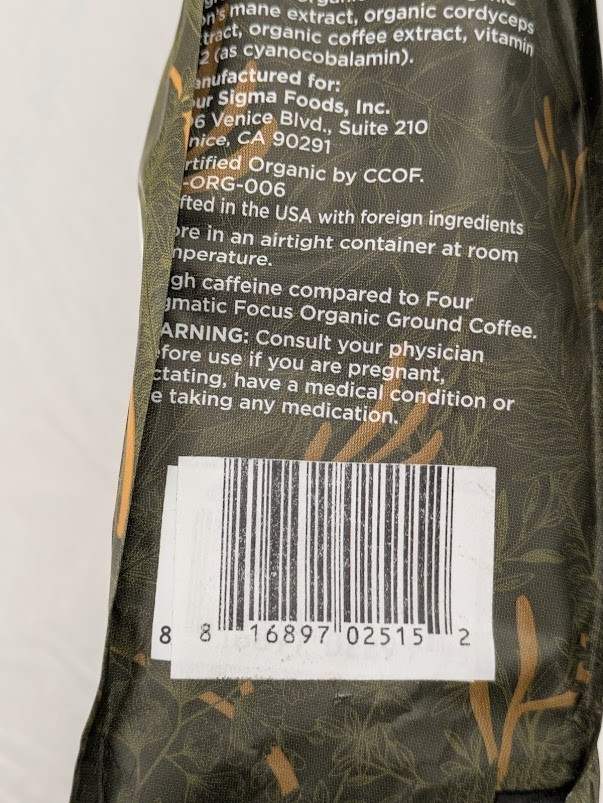 n's mane extract, organic cordyceps
tract, organic coffee extract, vitamin
2 (as cyanocobalamin).
anufactured for:
ur Sigma Foods, Inc.
6 Venice Blvd., Suite 210
nice, CA 90291
rtified Organic by CCOF.
-ORG-006
fted in the USA with foreign ingredients
ore in an airtight container at room
mperature.
gh caffeine compared to Four
gmatic Focus Organic Ground Coffee.
ARNING: Consult your physician
fore use if you are pregnant,
ctating, have a medical condition or
e taking any medication.
8 8 16897 02515 2